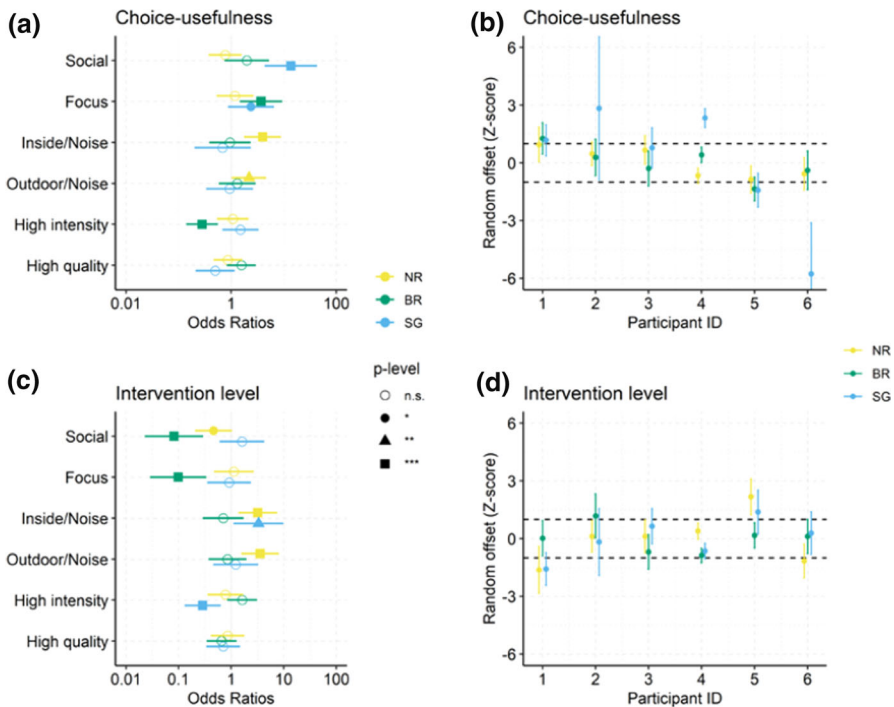 (a)
Choice-usefulness
Social
Focus
Inside/Noise
Outdoor/Noise
High intensity
High quality
0.01
1
100
Odds Ratios
NR
BR
SG
(b)
Choice-usefulness
Random offset (Z-score)
6
3
0
-3
-6
1
2
3
4
5
6
Participant ID
(c)
Intervention level
Social
Focus
Inside/Noise
Outdoor/Noise
High intensity
High quality
0.01
0.1
1
10
100
Odds Ratios
p-level
n.s.
*
**
***
(d)
Intervention level
Random offset (Z-score)
6
3
0
-3
-6
1
2
3
4
5
6
Participant ID
NR
BR
SG